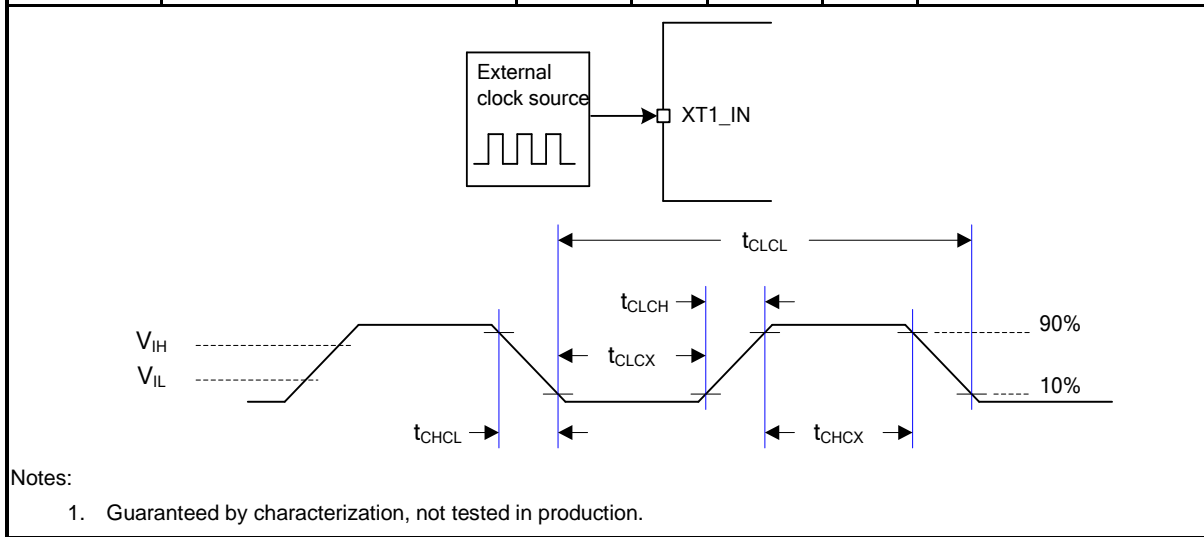 External
clock source
XT1_IN
tCLCL
tCLCH
90%
VIH
tCLCX
VIL
10%
tCHCL
tCHCX
Notes:
1. Guaranteed by characterization, not tested in production.